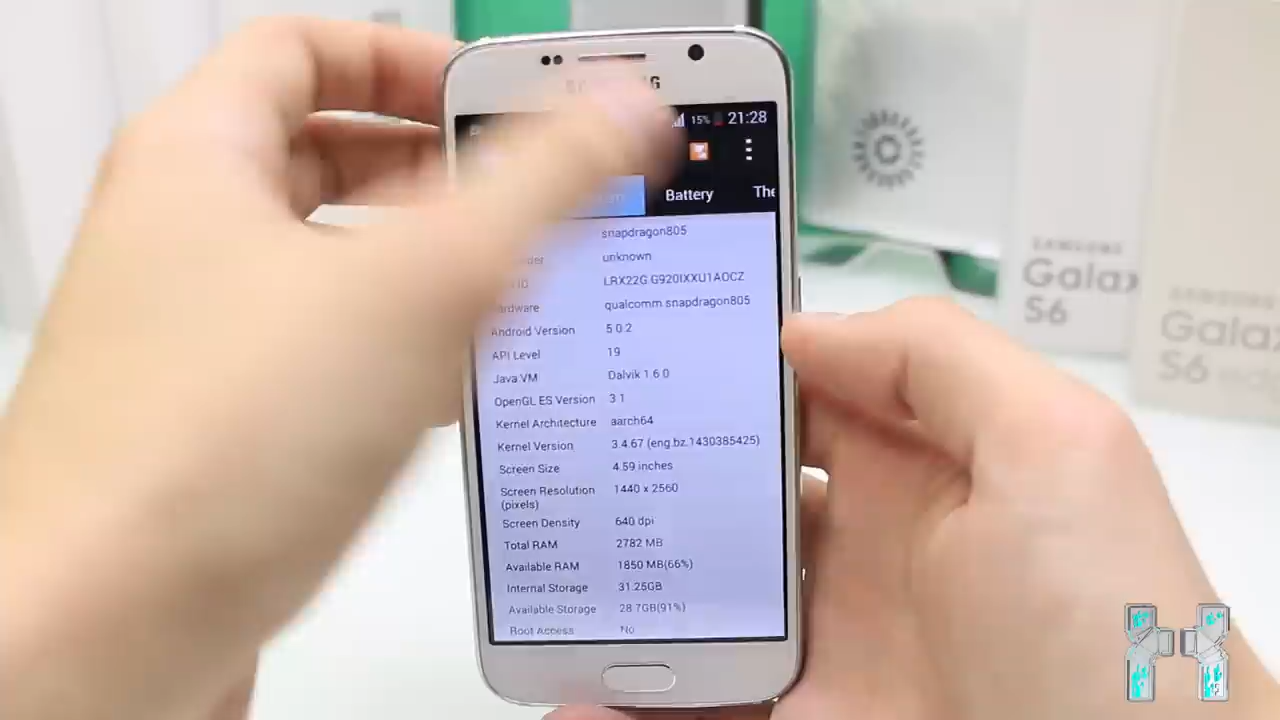 15% 21:28
Battery The
snapdragon805
unknown
LRX22G G920IXXU1AOCZ
qualcomm snapdragon805
Android Version 5.0.2
API Level 19
Java VM Dalvik 1.6.0
OpenGL ES Version 3.1
Kernel Architecture aarch64
Kernel Version 3.4.67 (eng.bz.1430385425)
Screen Size 4.59 inches
Screen Resolution (pixels) 1440 x 2560
Screen Density 640 dpi
Total RAM 2782 MB
Available RAM 1850 MB(66%)
Internal Storage 31.25GB
Available Storage 28.7GB(91%)
Root Access No
SAMSUNG
Galax
S6
SAMSUNG
Galax
S6 edge